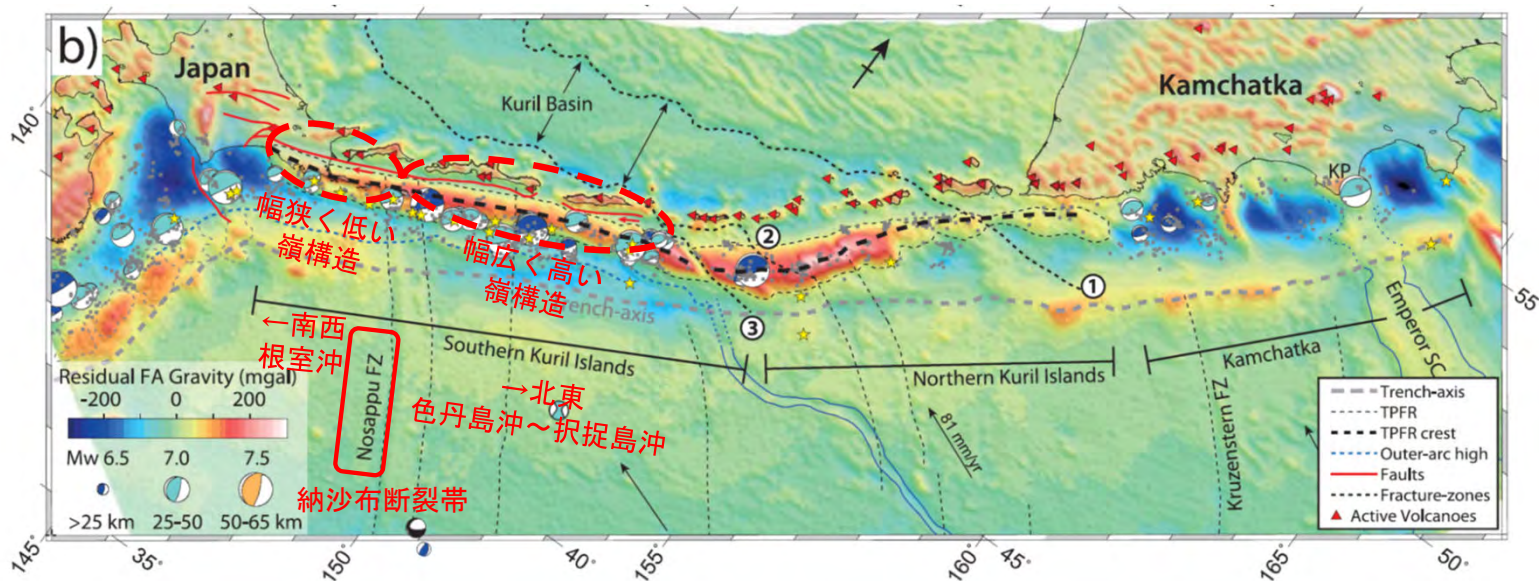 b)
Japan
Kuril Basin
Kamchatka
KP
140°
幅狭く低い
嶺構造
幅広く高い
嶺構造
②
①
③
Trench-axis
←南西
根室沖
Southern Kuril Islands
Northern Kuril Islands
Kamchatka
Emperor SC
55°
Nosappu FZ
→北東
色丹島沖～択捉島沖
81 mm/yr
Kruzenstern FZ
納沙布断裂帯
Residual FA Gravity (mgal)
-200 0 200
Mw 6.5 7.0 7.5
>25 km 25-50 50-65 km
Trench-axis
TPFR
TPFR crest
Outer-arc high
Faults
Fracture-zones
Active Volcanoes
145° 35° 150° 40° 155° 160° 45° 165° 50°